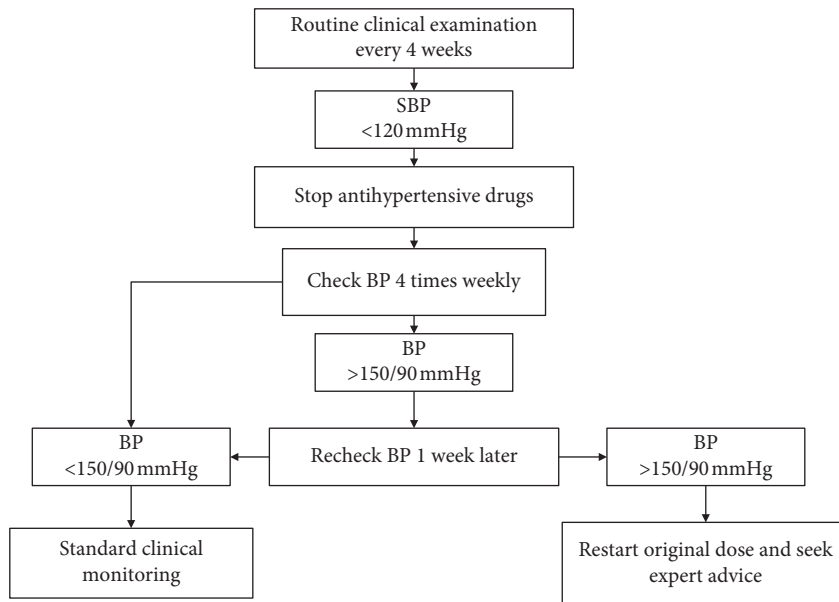 Routine clinical examination
every 4 weeks
SBP
<120 mmHg
Stop antihypertensive drugs
Check BP 4 times weekly
BP
>150/90 mmHg
BP
<150/90 mmHg
Recheck BP 1 week later
BP
>150/90 mmHg
Standard clinical
monitoring
Restart original dose and seek
expert advice